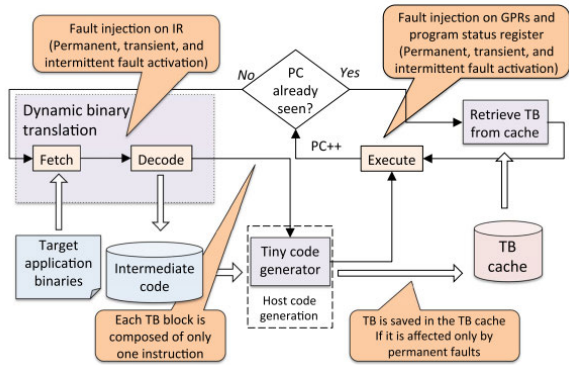 Fault injection on IR
(Permanent, transient, and
intermittent fault activation)
Fault injection on GPRs and
program status register
(Permanent, transient, and
intermittent fault activation)
No
PC
already
seen?
Yes
Dynamic binary
translation
Retrieve TB
from cache
PC++
Fetch
Decode
Execute
Target
application
binaries
Intermediate
code
Tiny code
generator
Host code
generation
TB
cache
Each TB block is
composed of only
one instruction
TB is saved in the TB cache
If it is affected only by
permanent faults